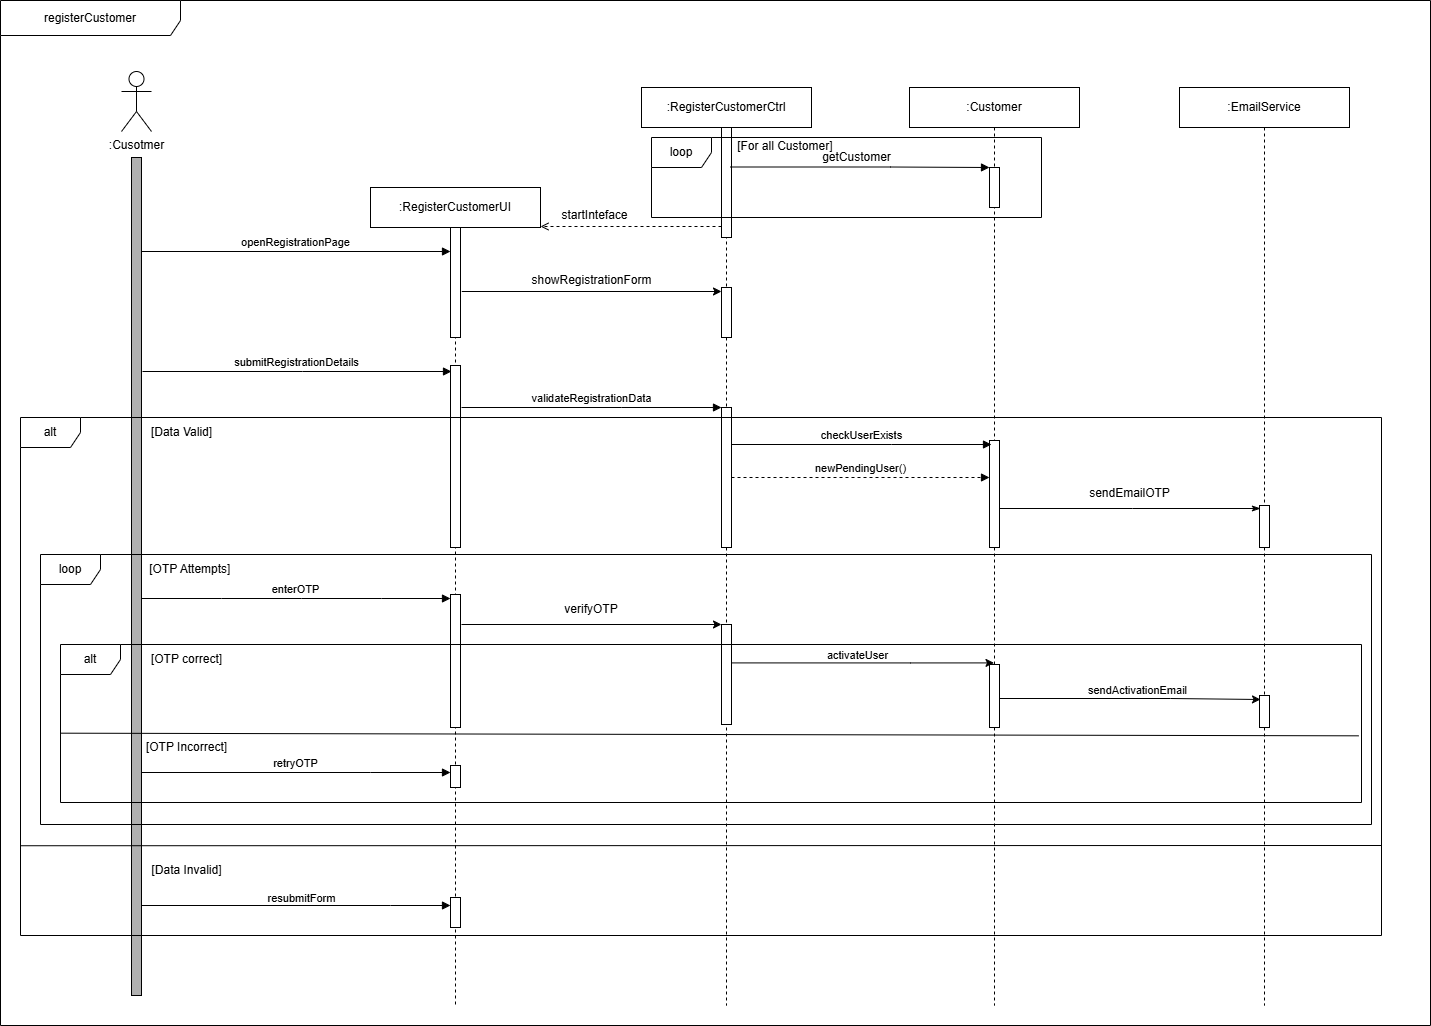 registerCustomer
:Cusotmer
:RegisterCustomerCtrl
:Customer
:EmailService
loop
[For all Customer]
getCustomer
:RegisterCustomerUI
startInteface
openRegistrationPage
showRegistrationForm
submitRegistrationDetails
validateRegistrationData
alt
[Data Valid]
checkUserExists
newPendingUser()
sendEmailOTP
loop
[OTP Attempts]
enterOTP
verifyOTP
alt
[OTP correct]
activateUser
sendActivationEmail
[OTP Incorrect]
retryOTP
[Data Invalid]
resubmitForm